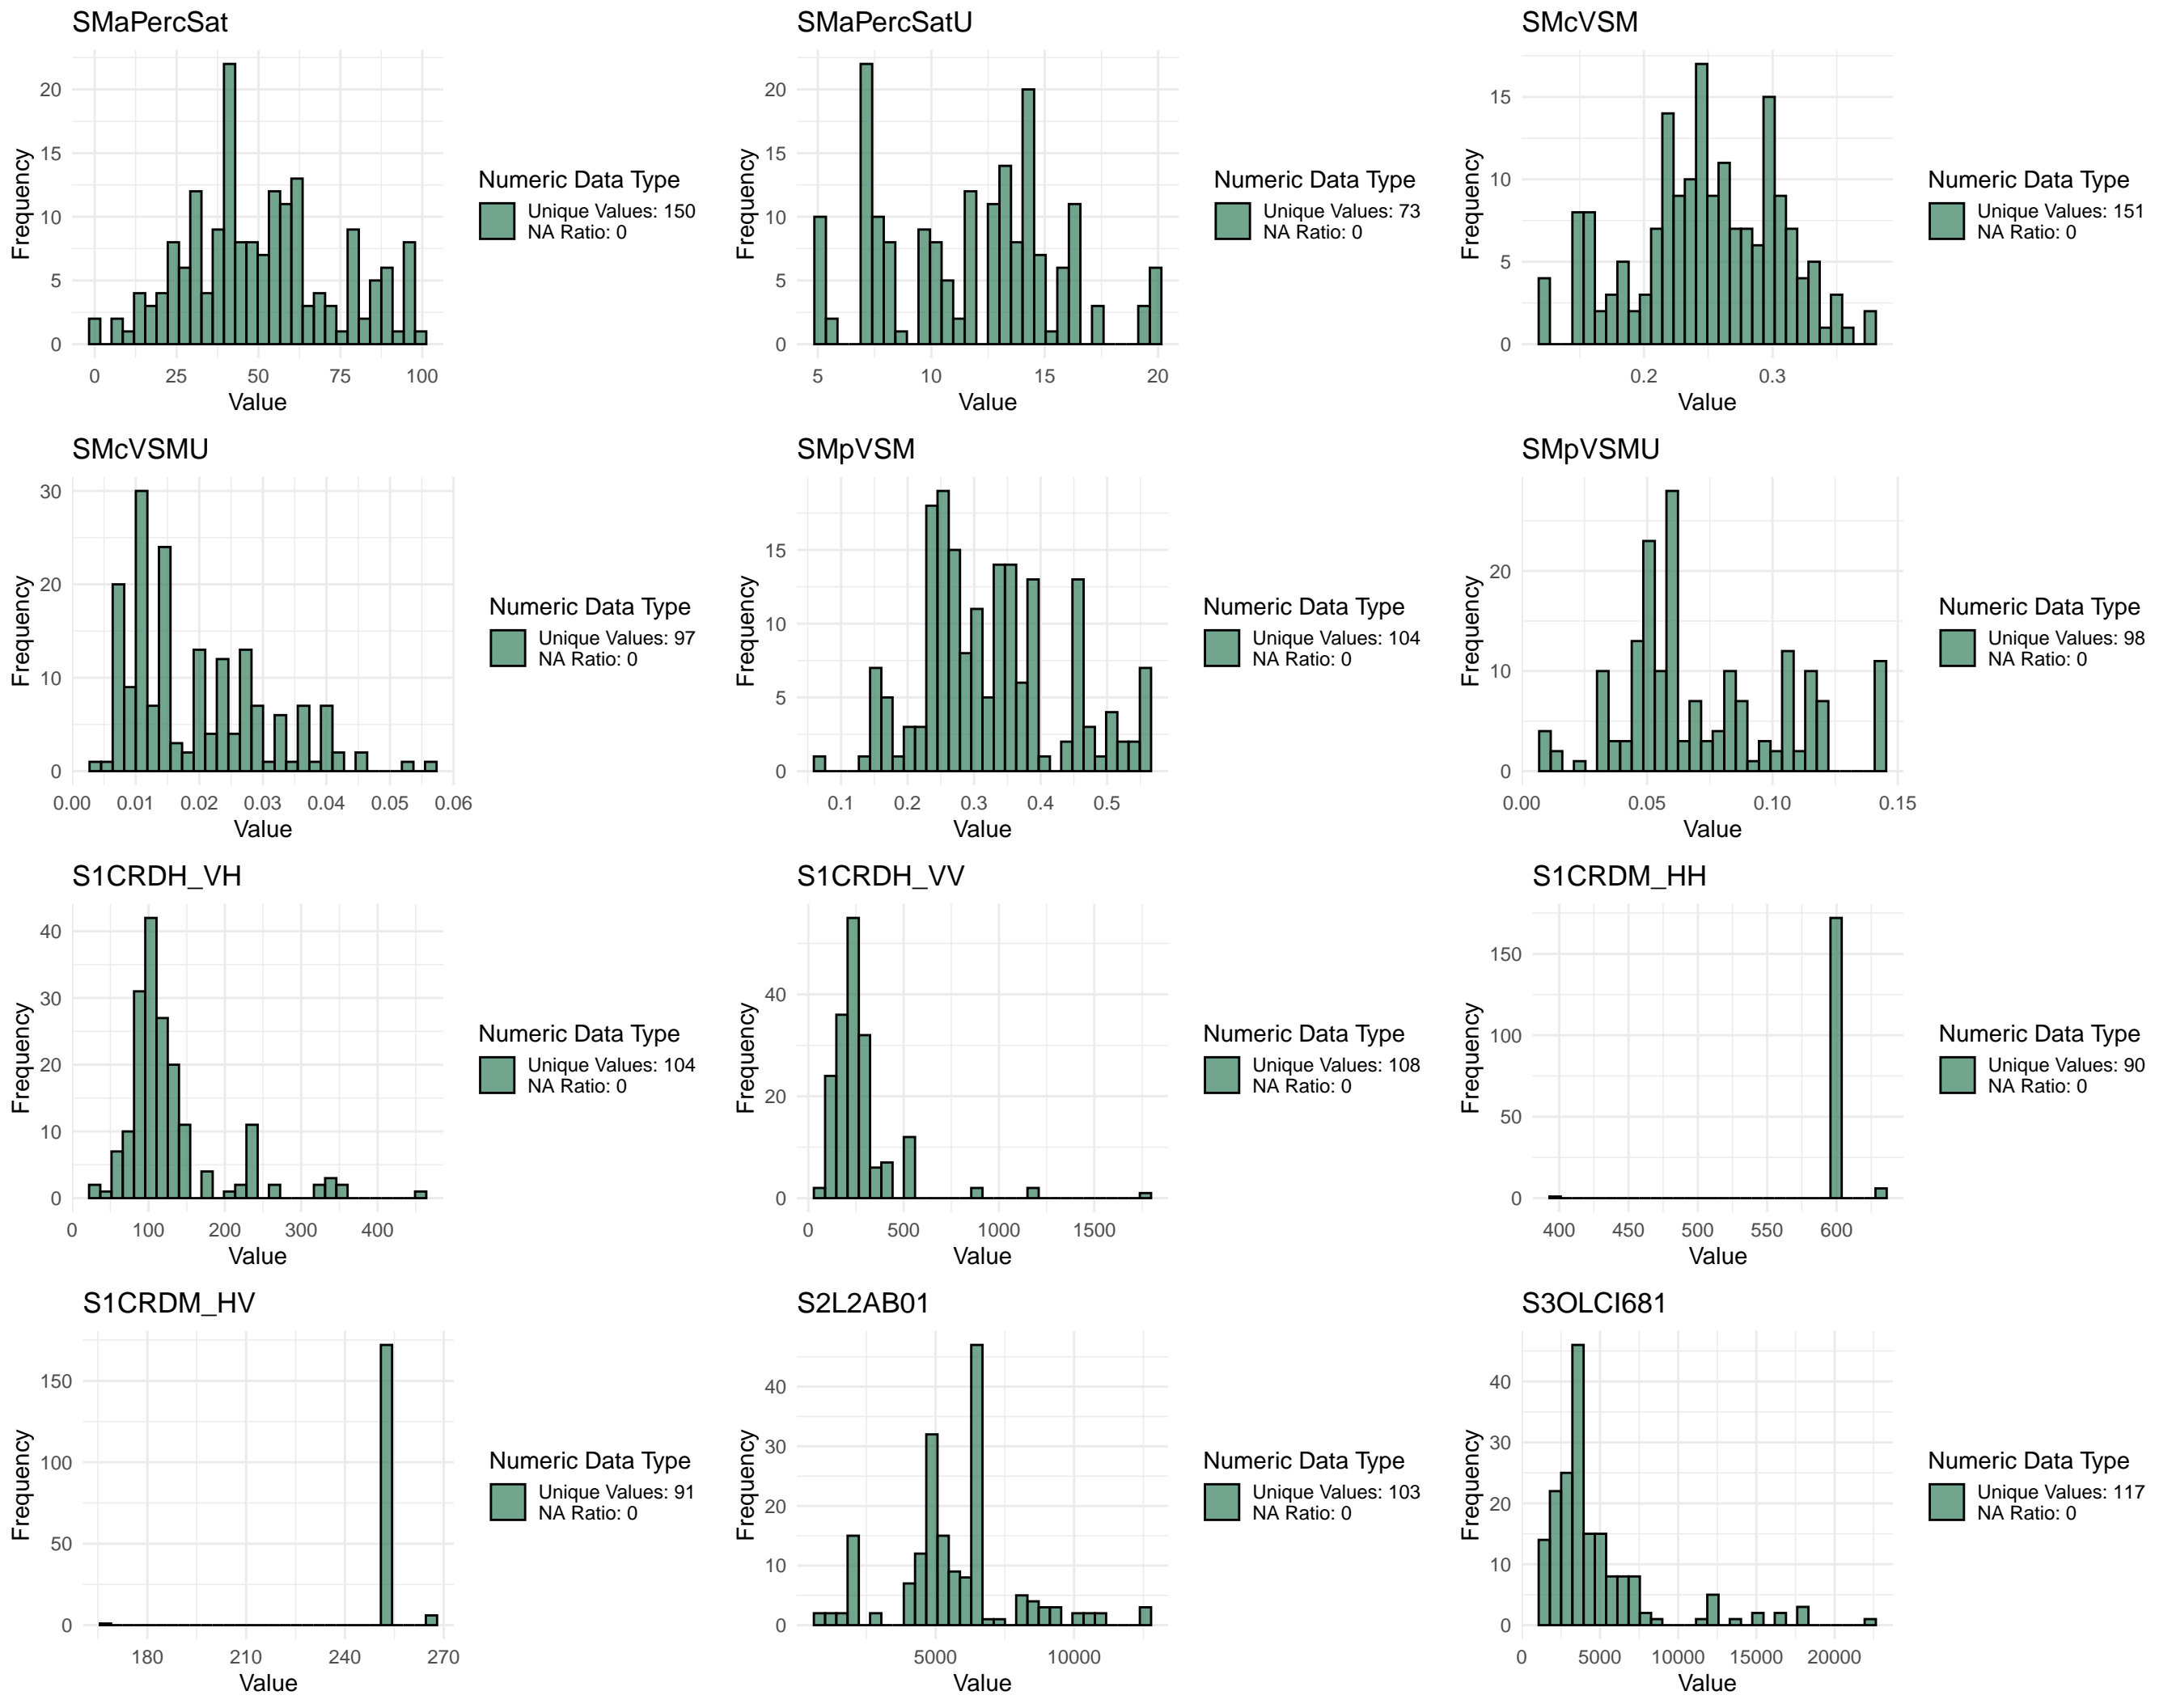 SMaPercSat
Frequency
20
15
10
5
0
0 25 50 75 100
Value
Numeric Data Type
Unique Values: 150
NA Ratio: 0
SMaPercSatU
Frequency
20
15
10
5
0
5 10 15 20
Value
Numeric Data Type
Unique Values: 73
NA Ratio: 0
SMcVSM
Frequency
15
10
5
0
0.2 0.3
Value
Numeric Data Type
Unique Values: 151
NA Ratio: 0
SMcVSMU
Frequency
30
20
10
0
0.00 0.01 0.02 0.03 0.04 0.05 0.06
Value
Numeric Data Type
Unique Values: 97
NA Ratio: 0
SMpVSM
Frequency
15
10
5
0
0.1 0.2 0.3 0.4 0.5
Value
Numeric Data Type
Unique Values: 104
NA Ratio: 0
SMpVSMU
Frequency
20
10
0
0.00 0.05 0.10 0.15
Value
Numeric Data Type
Unique Values: 98
NA Ratio: 0
S1CRDH_VH
Frequency
40
30
20
10
0
0 100 200 300 400
Value
Numeric Data Type
Unique Values: 104
NA Ratio: 0
S1CRDH_VV
Frequency
40
20
0
0 500 1000 1500
Value
Numeric Data Type
Unique Values: 108
NA Ratio: 0
S1CRDM_HH
Frequency
150
100
50
0
400 450 500 550 600
Value
Numeric Data Type
Unique Values: 90
NA Ratio: 0
S1CRDM_HV
Frequency
150
100
50
0
180 210 240 270
Value
Numeric Data Type
Unique Values: 91
NA Ratio: 0
S2L2AB01
Frequency
40
30
20
10
0
5000 10000
Value
Numeric Data Type
Unique Values: 103
NA Ratio: 0
S3OLCI681
Frequency
40
30
20
10
0
0 5000 10000 15000 20000
Value
Numeric Data Type
Unique Values: 117
NA Ratio: 0